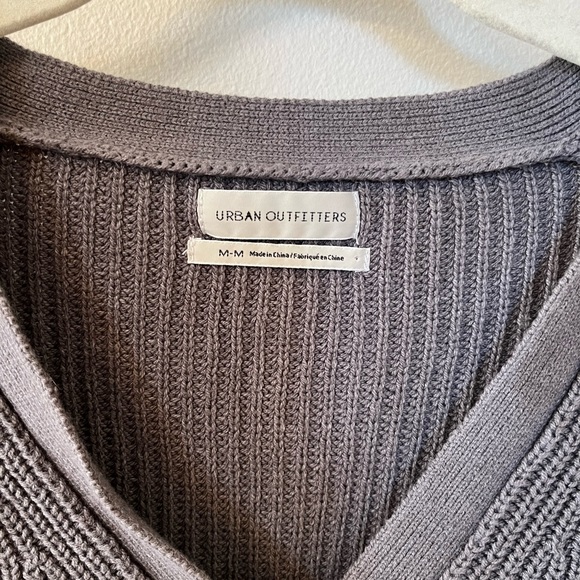 URBAN OUTFITTERS
M-M Made in China / Fabriqué en Chine